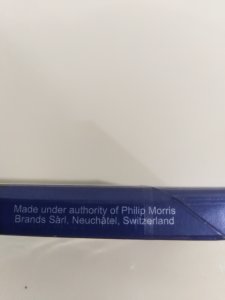 Made under authority of Philip Morris
Brands Sàrl, Neuchâtel, Switzerland